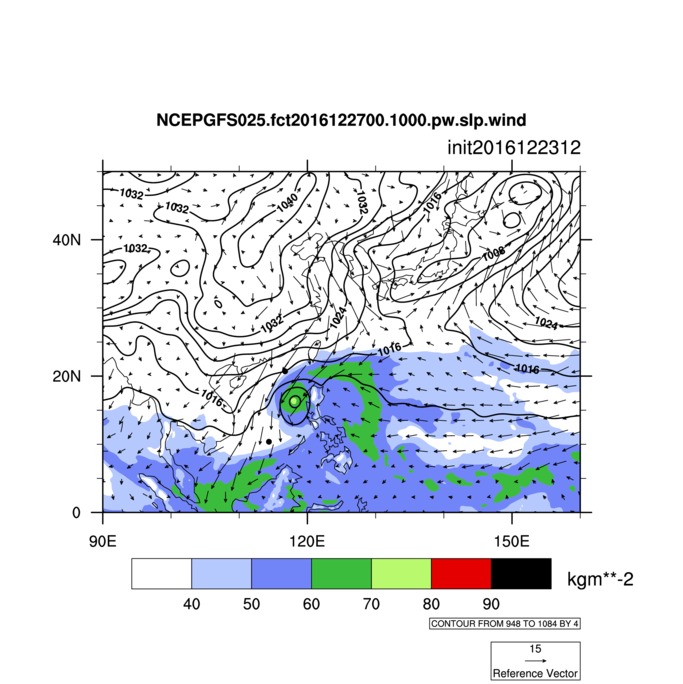 NCEPGFS025.fct2016122700.1000.pw.slp.wind
init2016122312
1032
1032
1040
1032
1016
1032
1008
0
1032
1024
1024
1016
1016
1016
40N
20N
0
90E 120E 150E
40 50 60 70 80 90
kgm**-2
CONTOUR FROM 948 TO 1084 BY 4
15
Reference Vector